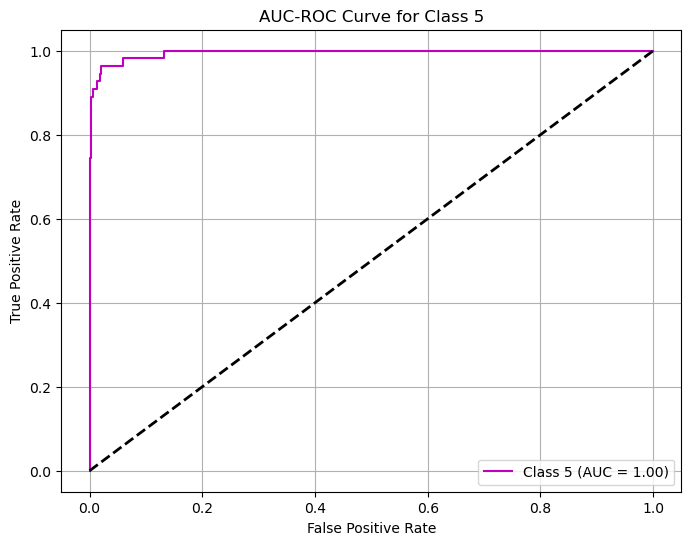 AUC-ROC Curve for Class 5
True Positive Rate
1.0
0.8
0.6
0.4
0.2
0.0
0.0 0.2 0.4 0.6 0.8 1.0
False Positive Rate
Class 5 (AUC = 1.00)